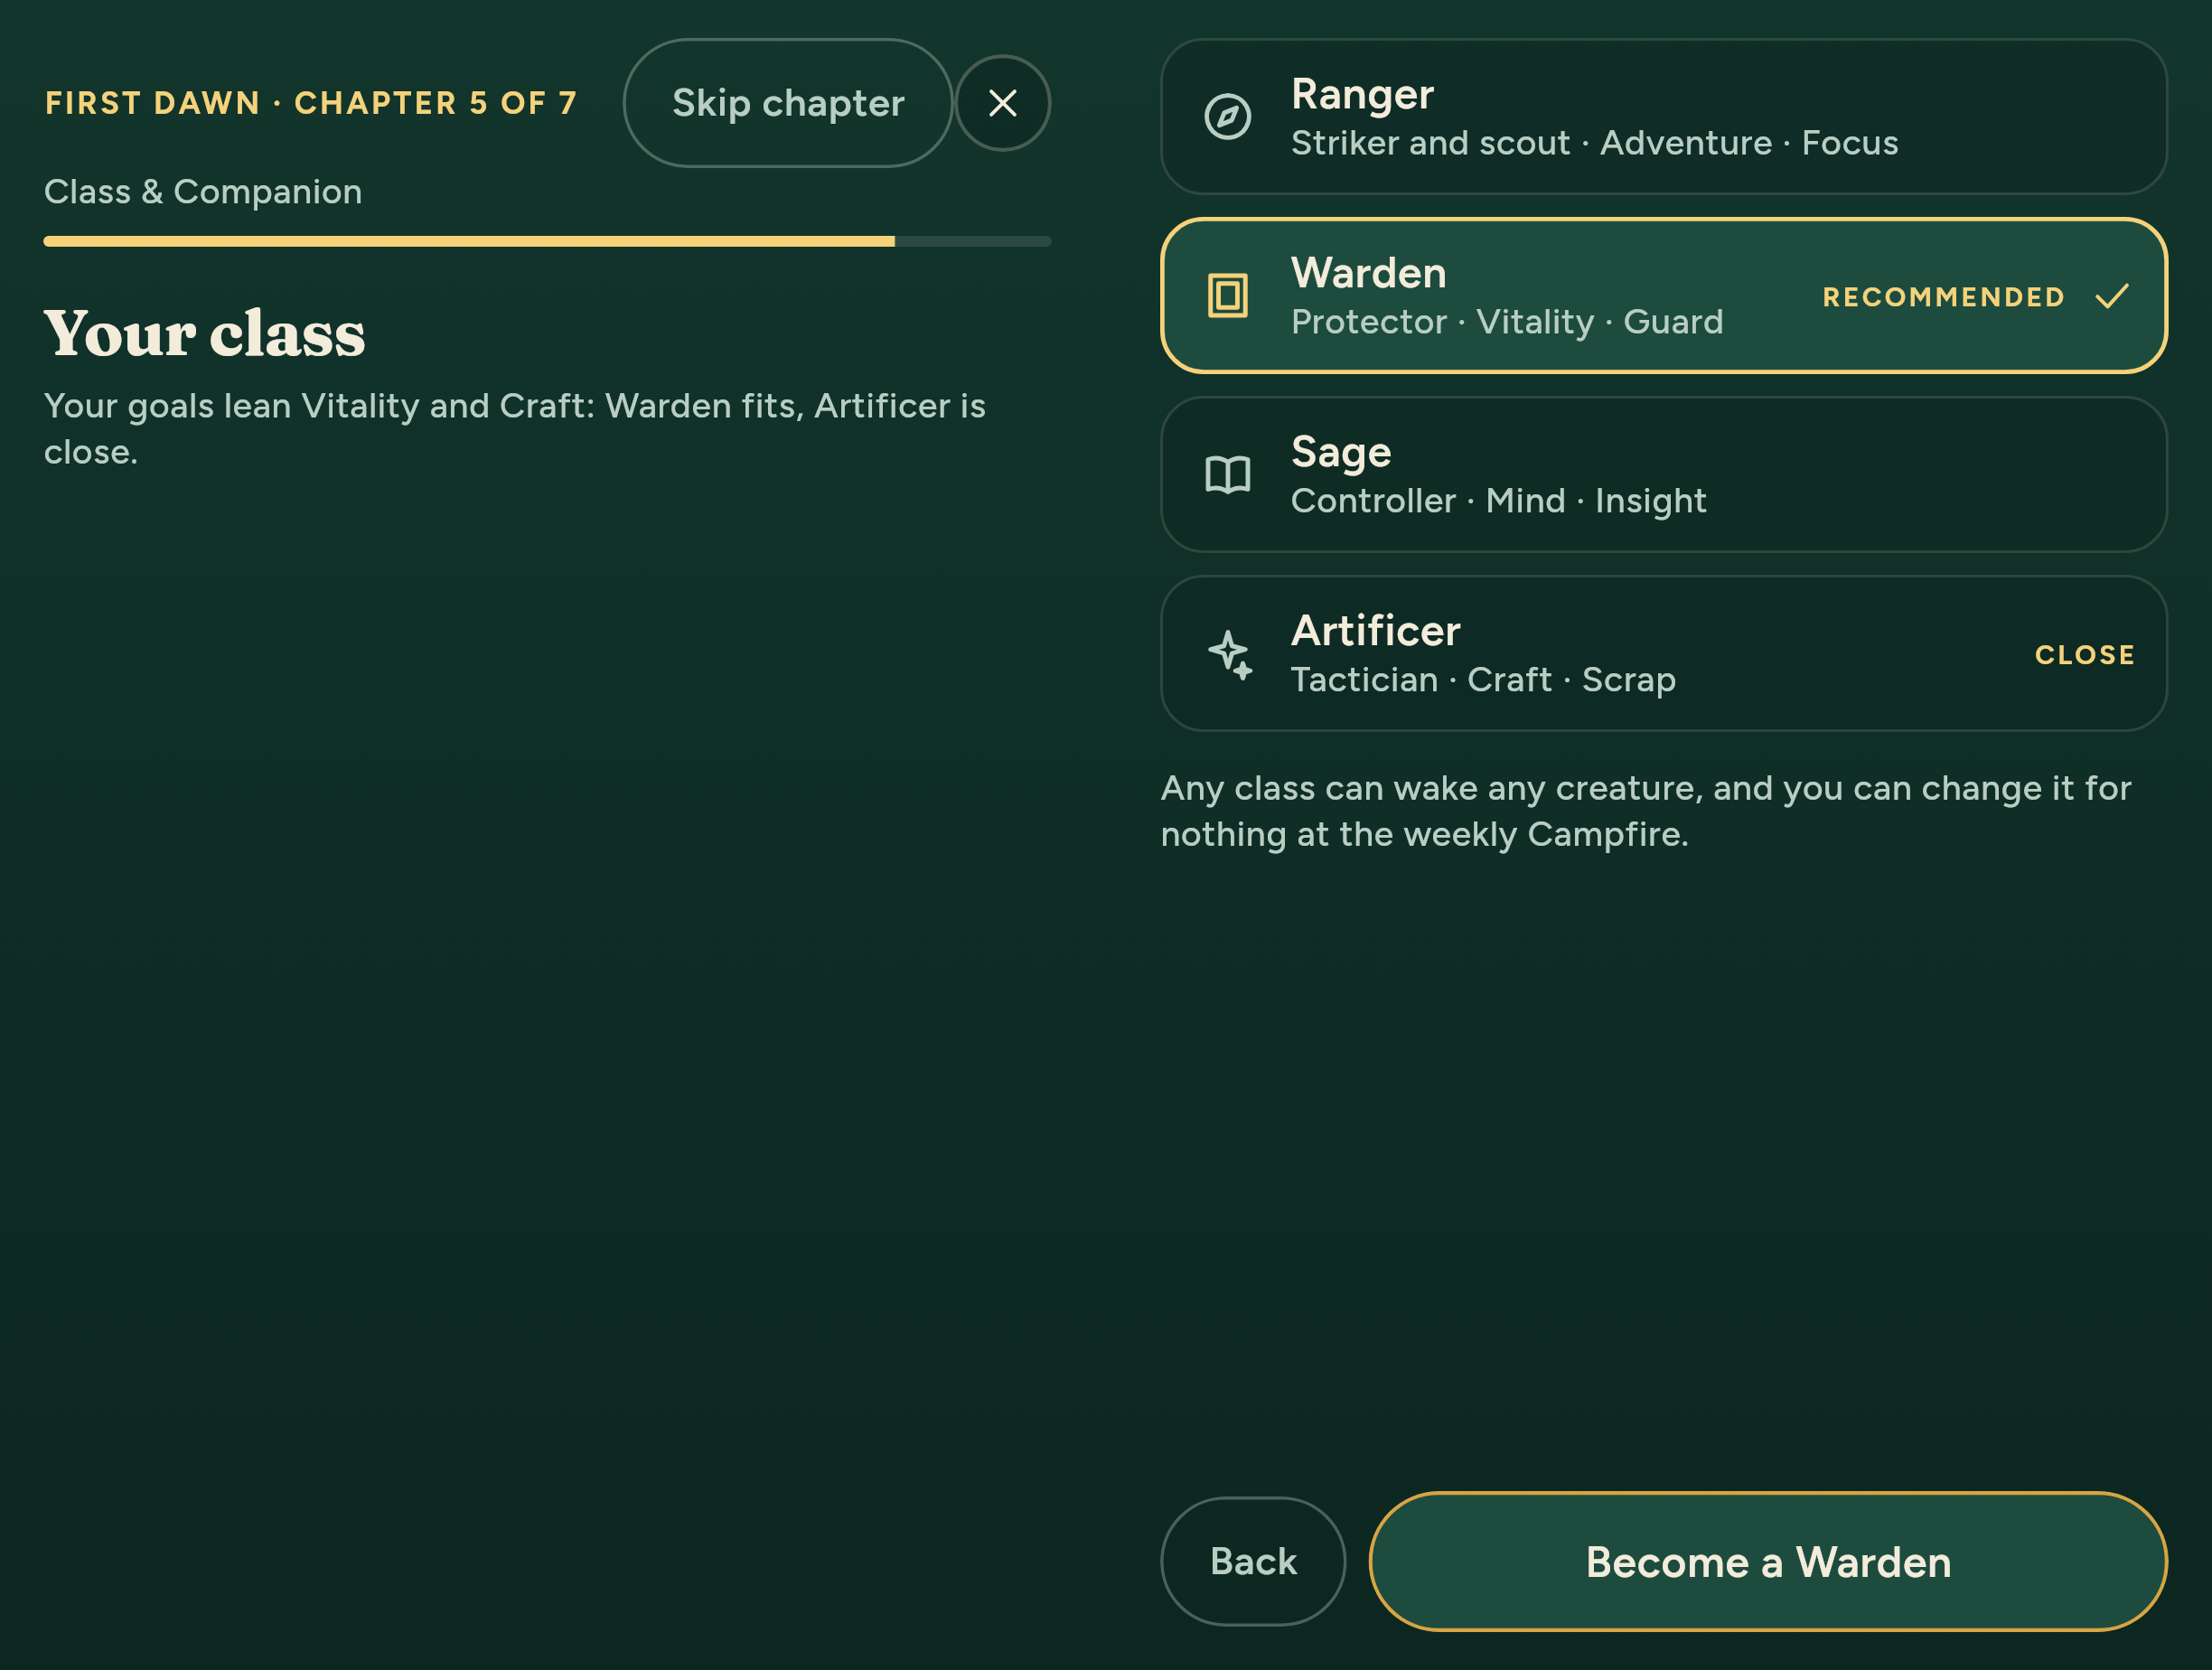 FIRST DAWN · CHAPTER 5 OF 7
Skip chapter
Class & Companion
Your class
Your goals lean Vitality and Craft: Warden fits, Artificer is
close.
Ranger
Striker and scout · Adventure · Focus
Warden
Protector · Vitality · Guard
RECOMMENDED
Sage
Controller · Mind · Insight
Artificer
Tactician · Craft · Scrap
CLOSE
Any class can wake any creature, and you can change it for
nothing at the weekly Campfire.
Back
Become a Warden